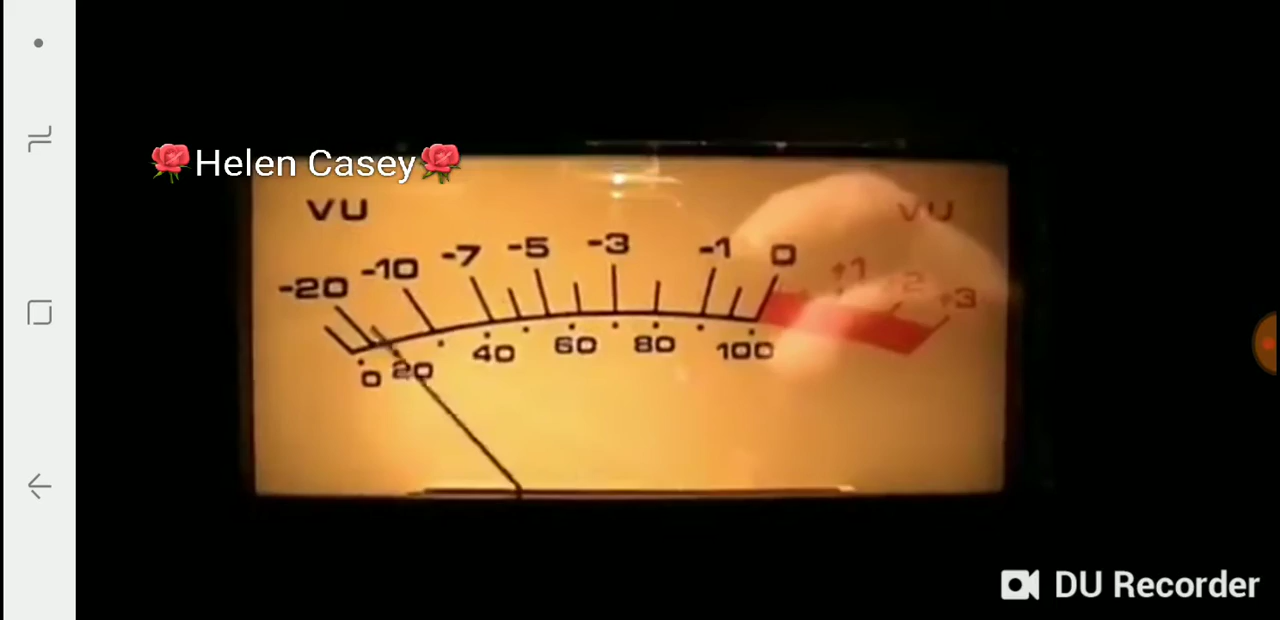 🌹Helen Casey🌹
VU VU
-20 -10 -7 -5 -3 -1 0 +1 +2 +3
0 20 40 60 80 100
DU Recorder